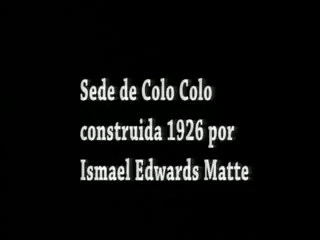 Sede de Colo Colo
construida 1926 por
Ismael Edwards Matte